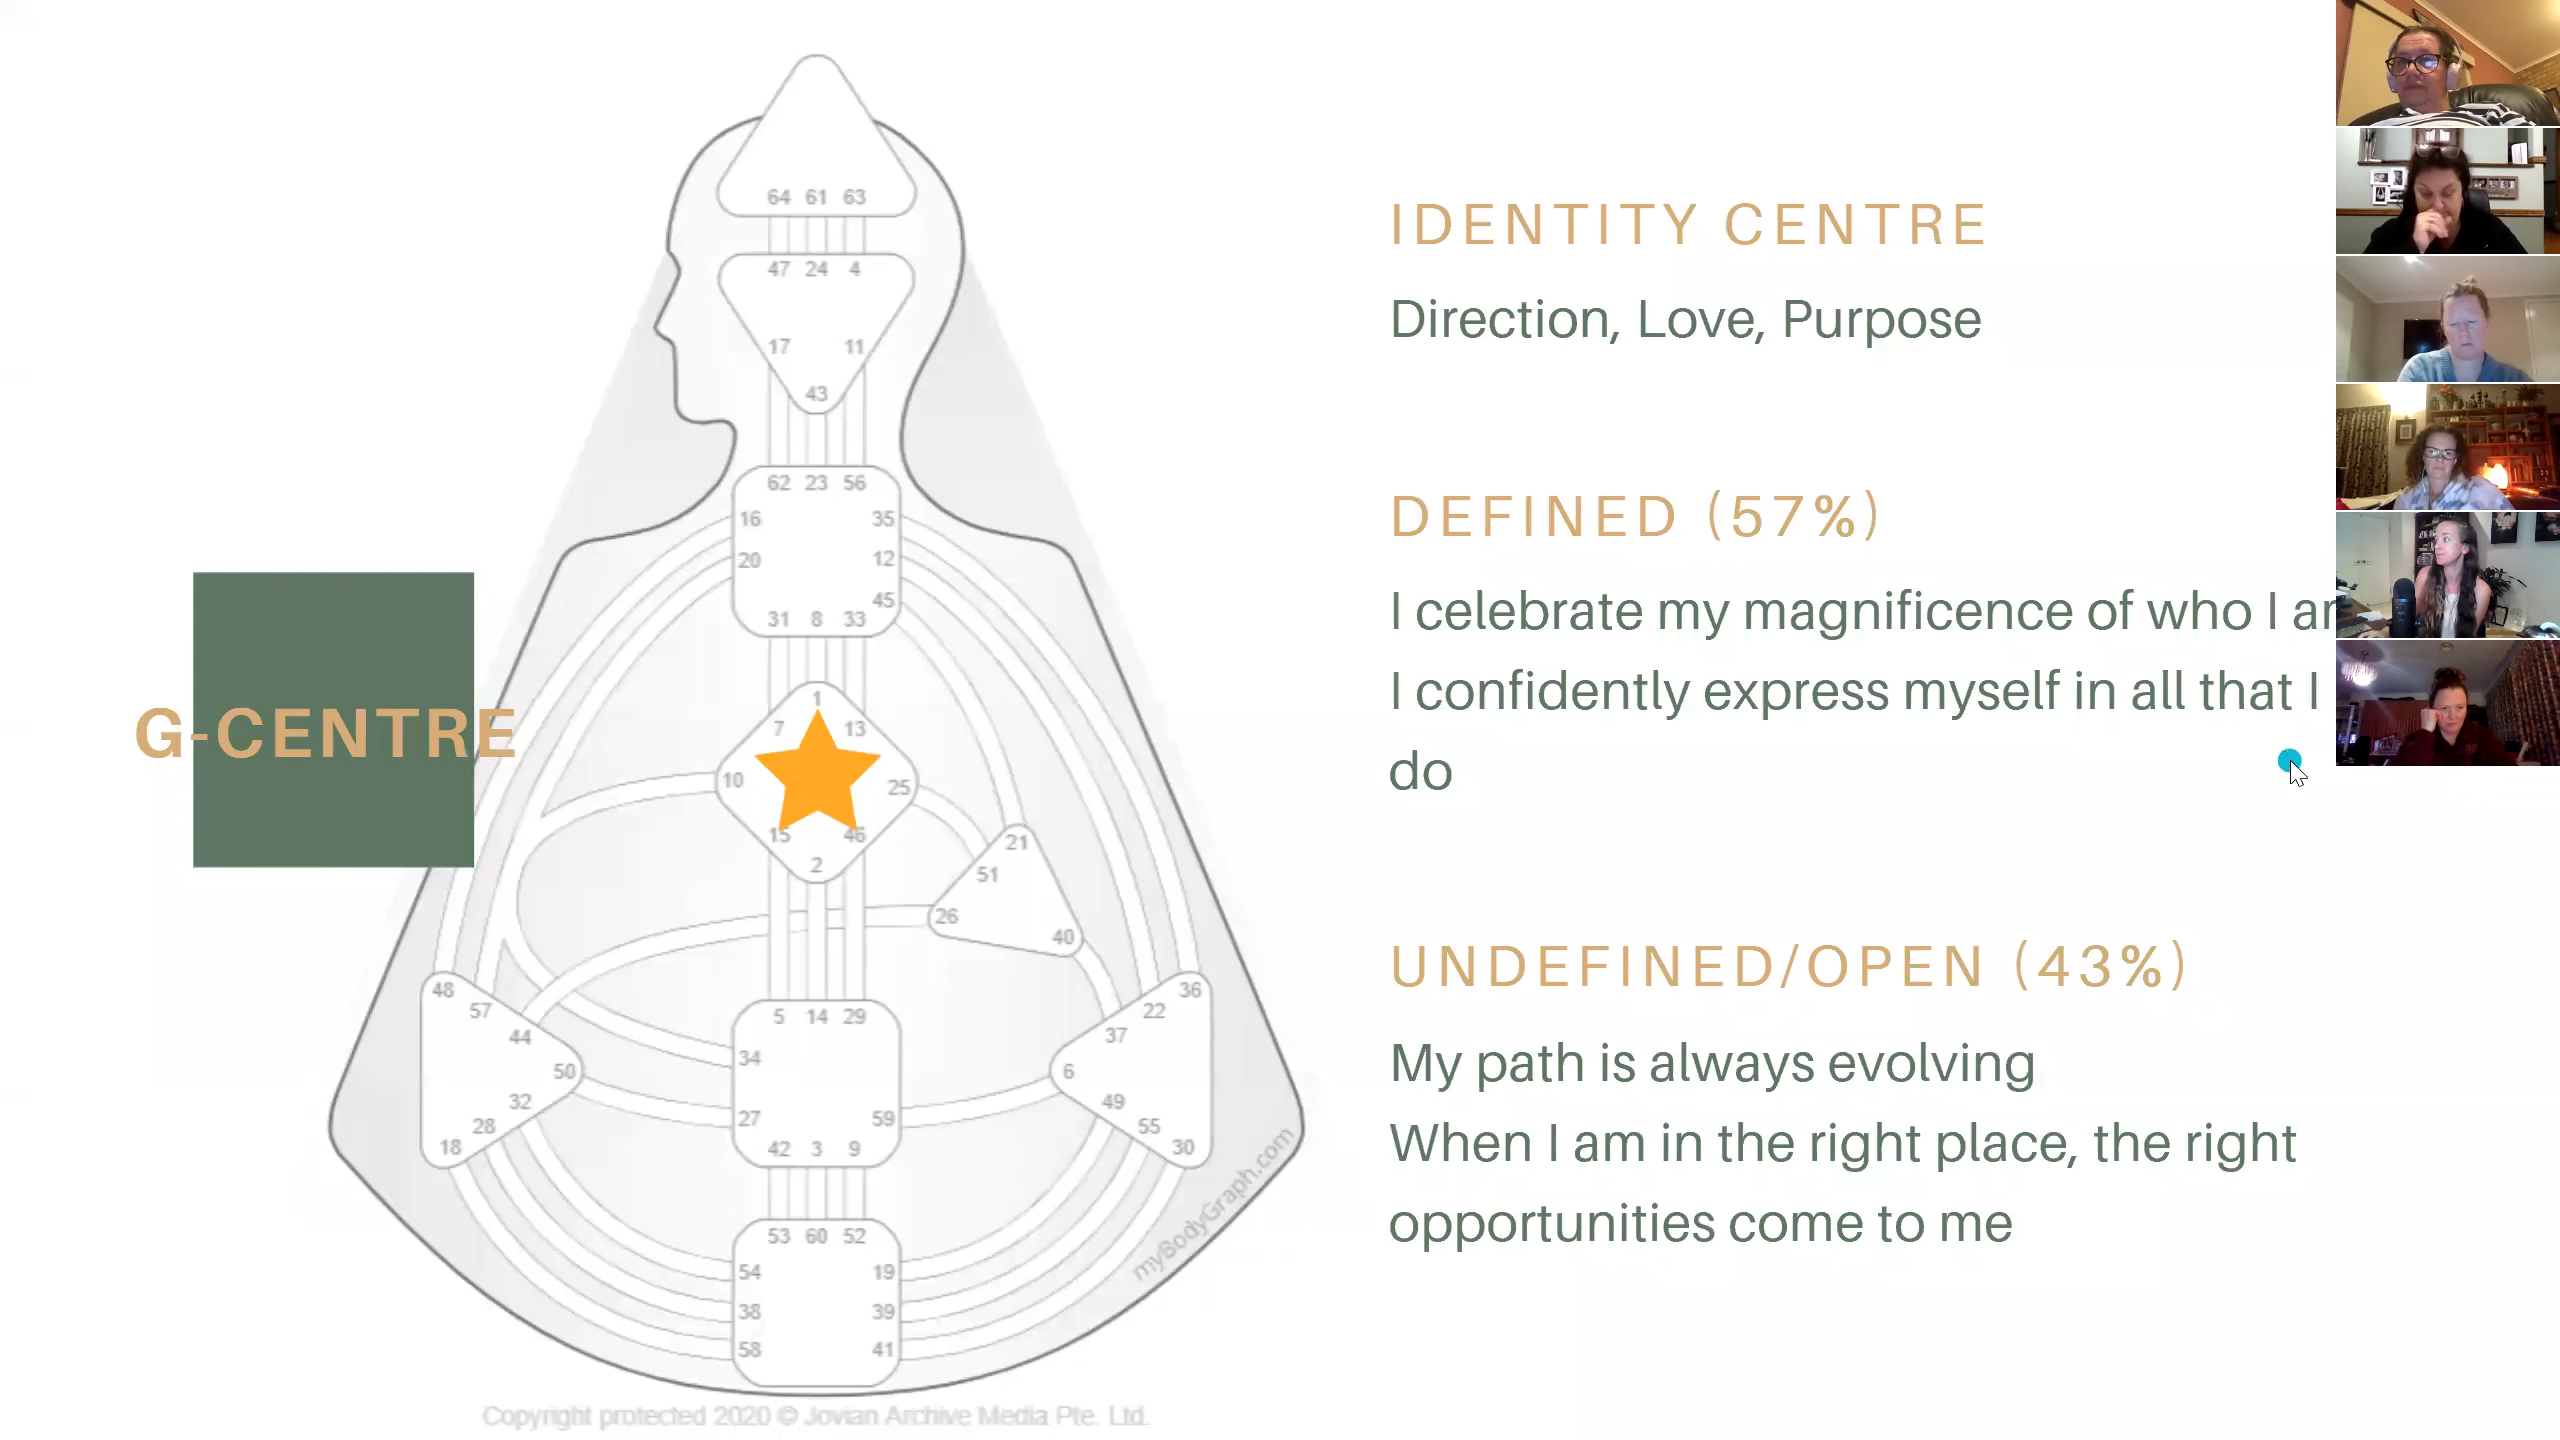 64 61 63
47 24 4
17 11
43
62 23 56
16 35
20 12
45
31 8 33
1
7 13
10 25
15 46
2
21
51
26
40
48
57
44
50
32
28
18
36
22
37
6
49
55
30
5 14 29
34
27 59
42 3 9
53 60 52
54 19
38 39
58 41
myBodyGraph.com
Copyright protected 2020 © Jovian Archive Media Pte. Ltd.
G-CENTRE
IDENTITY CENTRE
Direction, Love, Purpose
DEFINED (57%)
I celebrate my magnificence of who I
I confidently express myself in all that I
do
UNDEFINED/OPEN (43%)
My path is always evolving
When I am in the right place, the right
opportunities come to me